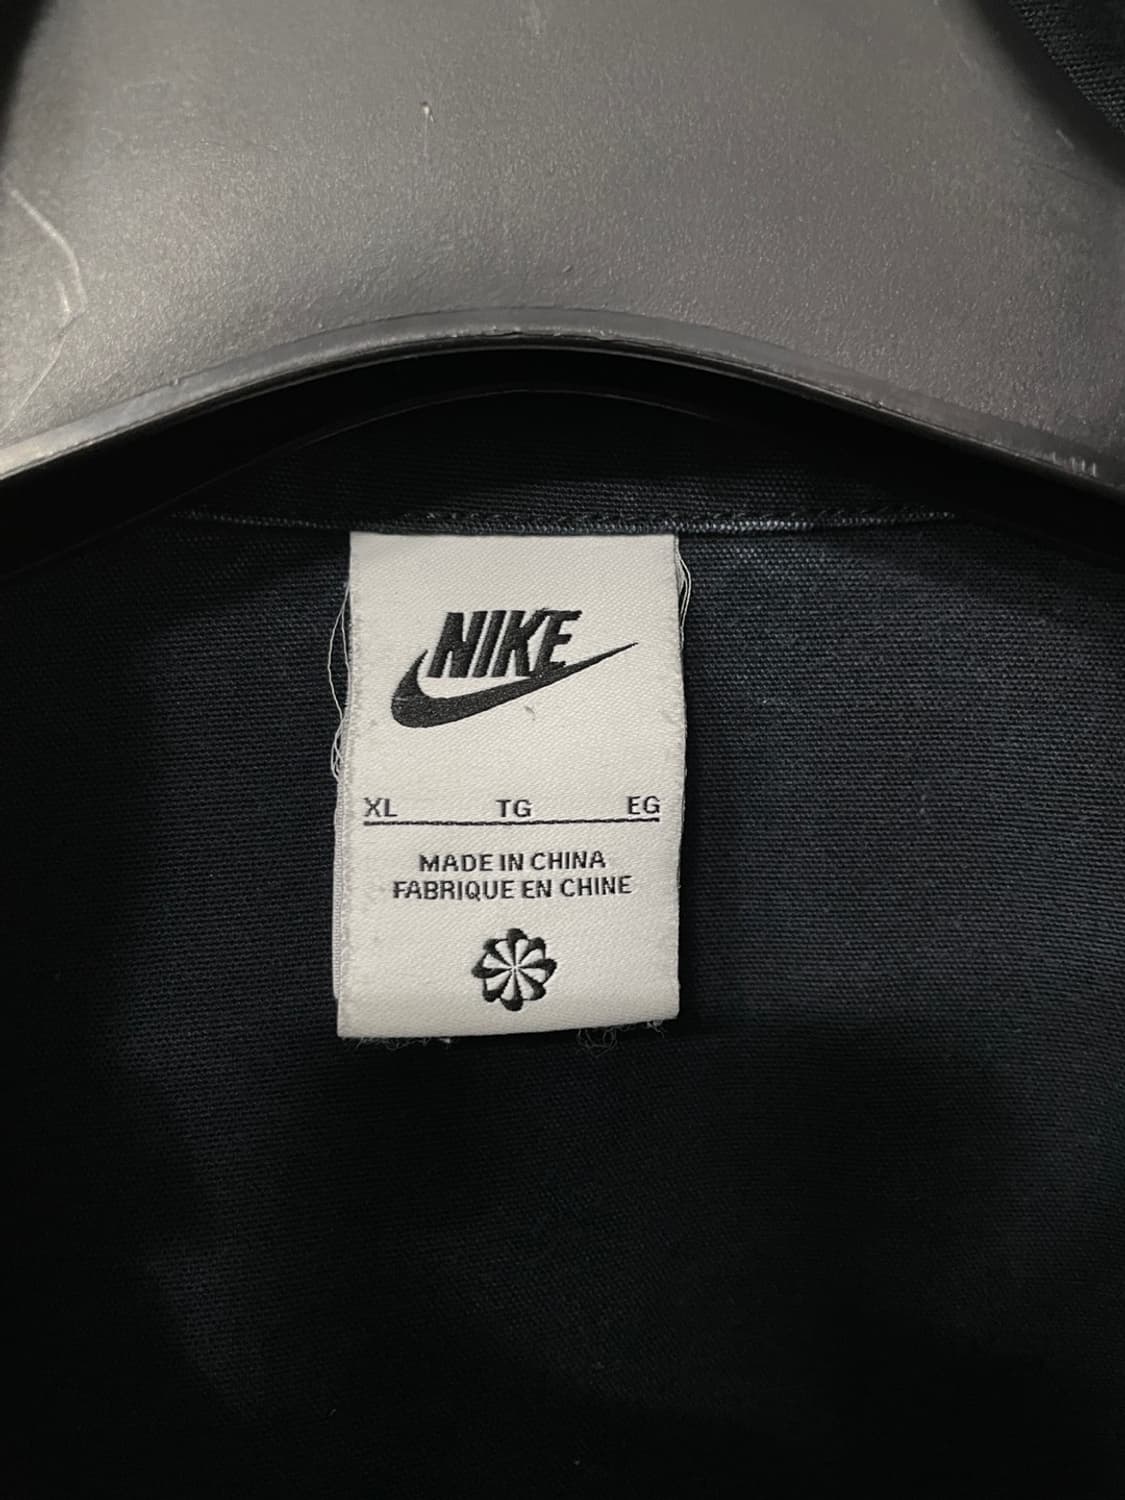 NIKE
XL TG EG
MADE IN CHINA
FABRIQUE EN CHINE